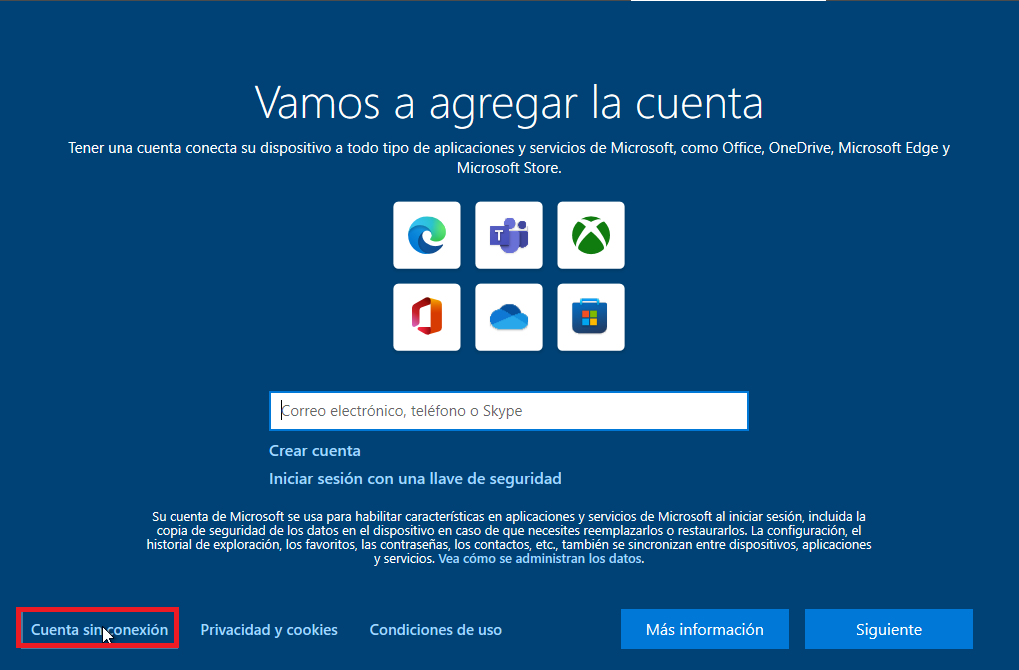 Vamos a agregar la cuenta
Tener una cuenta conecta su dispositivo a todo tipo de aplicaciones y servicios de Microsoft, como Office, OneDrive, Microsoft Edge y
Microsoft Store.
T
Correo electrónico, teléfono o Skype
Crear cuenta
Iniciar sesión con una llave de seguridad
Su cuenta de Microsoft se usa para habilitar características en aplicaciones y servicios de Microsoft al iniciar sesión, incluida la
copia de seguridad de los datos en el dispositivo en caso de que necesites reemplazarlos o restaurarlos. La configuración, el
historial de exploración, los favoritos, las contraseñas, los contactos, etc., también se sincronizan entre dispositivos, aplicaciones
y servicios. Vea cómo se administran los datos.
Cuenta sin conexión Privacidad y cookies Condiciones de uso Más información Siguiente